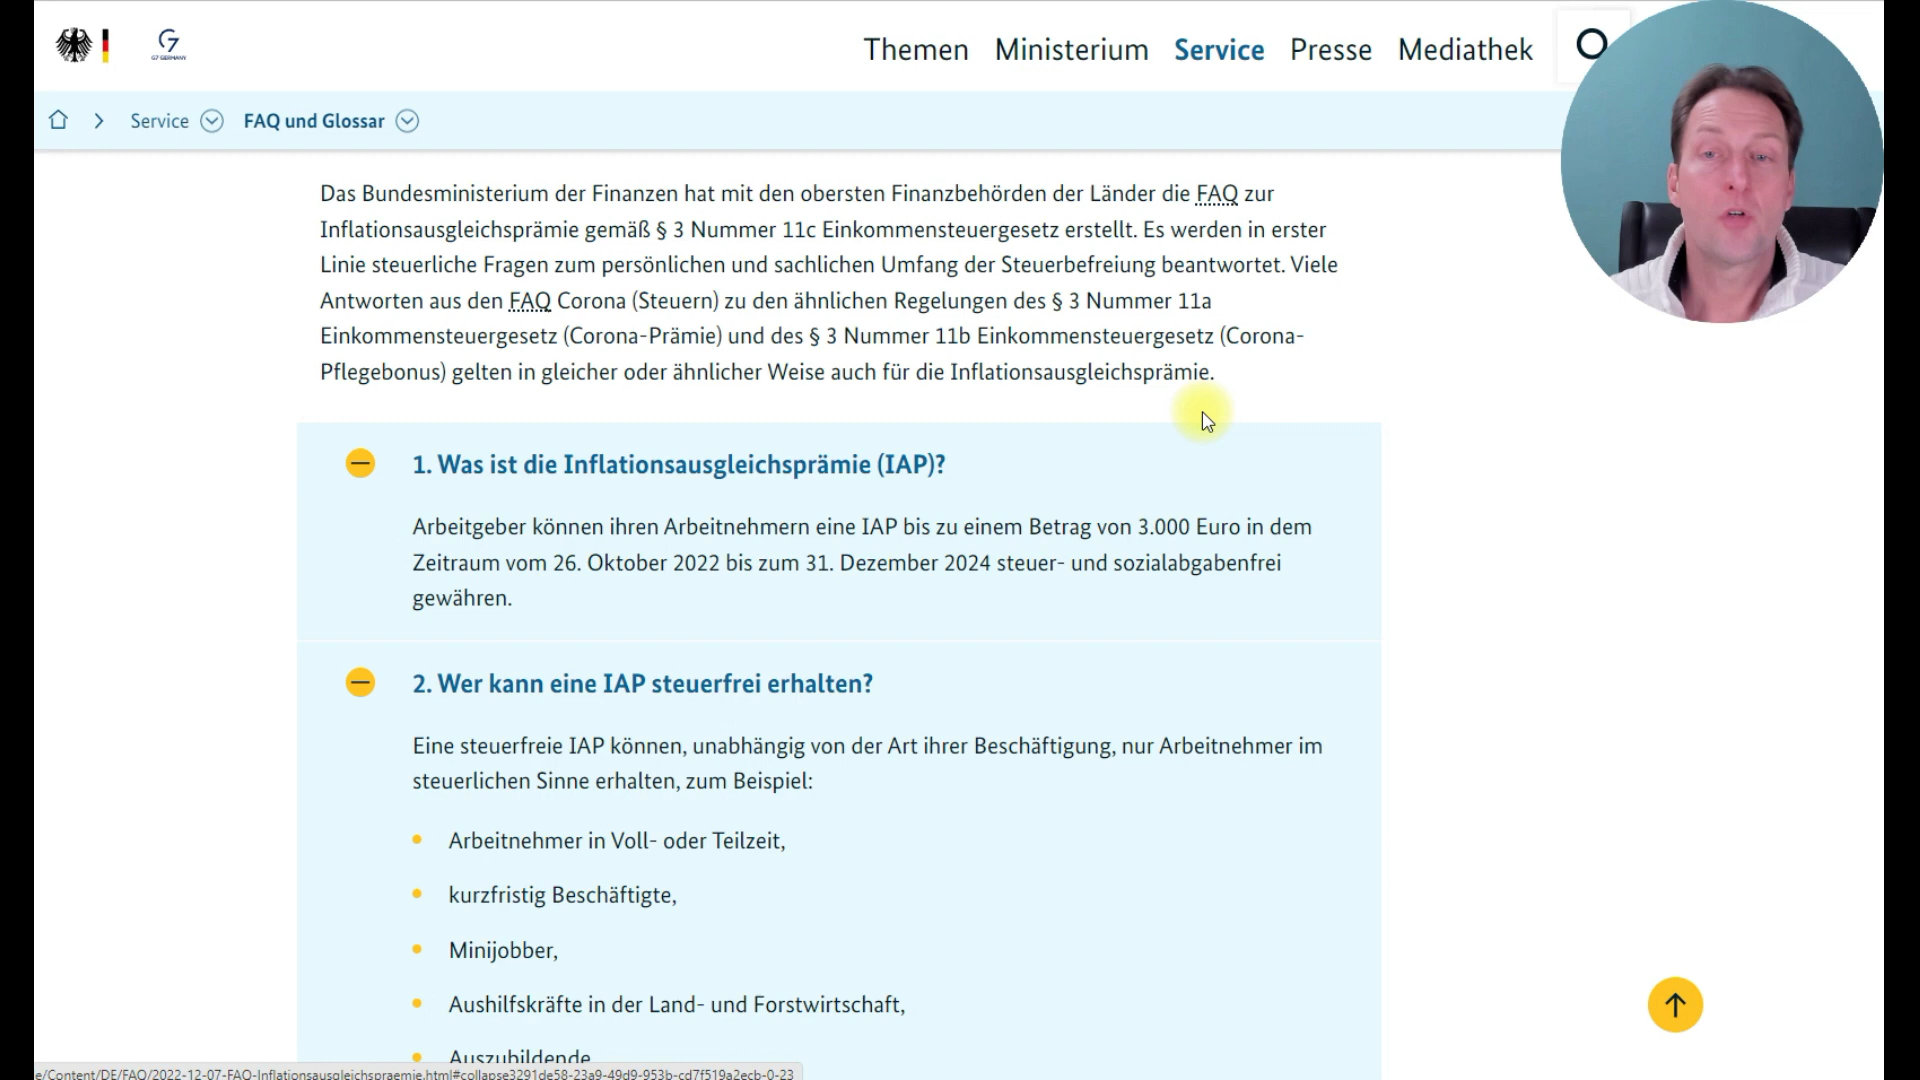 G7 GERMANY
Themen Ministerium Service Presse Mediathek
Service FAQ und Glossar
Das Bundesministerium der Finanzen hat mit den obersten Finanzbehörden der Länder die FAQ zur
Inflationsausgleichsprämie gemäß § 3 Nummer 11c Einkommensteuergesetz erstellt. Es werden in erster
Linie steuerliche Fragen zum persönlichen und sachlichen Umfang der Steuerbefreiung beantwortet. Viele
Antworten aus den FAQ Corona (Steuern) zu den ähnlichen Regelungen des § 3 Nummer 11a
Einkommensteuergesetz (Corona-Prämie) und des § 3 Nummer 11b Einkommensteuergesetz (Corona-
Pflegebonus) gelten in gleicher oder ähnlicher Weise auch für die Inflationsausgleichsprämie.
1. Was ist die Inflationsausgleichsprämie (IAP)?
Arbeitgeber können ihren Arbeitnehmern eine IAP bis zu einem Betrag von 3.000 Euro in dem
Zeitraum vom 26. Oktober 2022 bis zum 31. Dezember 2024 steuer- und sozialabgabenfrei
gewähren.
2. Wer kann eine IAP steuerfrei erhalten?
Eine steuerfreie IAP können, unabhängig von der Art ihrer Beschäftigung, nur Arbeitnehmer im
steuerlichen Sinne erhalten, zum Beispiel:
• Arbeitnehmer in Voll- oder Teilzeit,
• kurzfristig Beschäftigte,
• Minijobber,
• Aushilfskräfte in der Land- und Forstwirtschaft,
• Auszubildende
e/Content/DE/FAQ/2022-12-07-FAQ-Inflationsausgleichspraemie.html#collapse3291de58-23a9-49d9-953b-cd7f519a2ecb-0-23